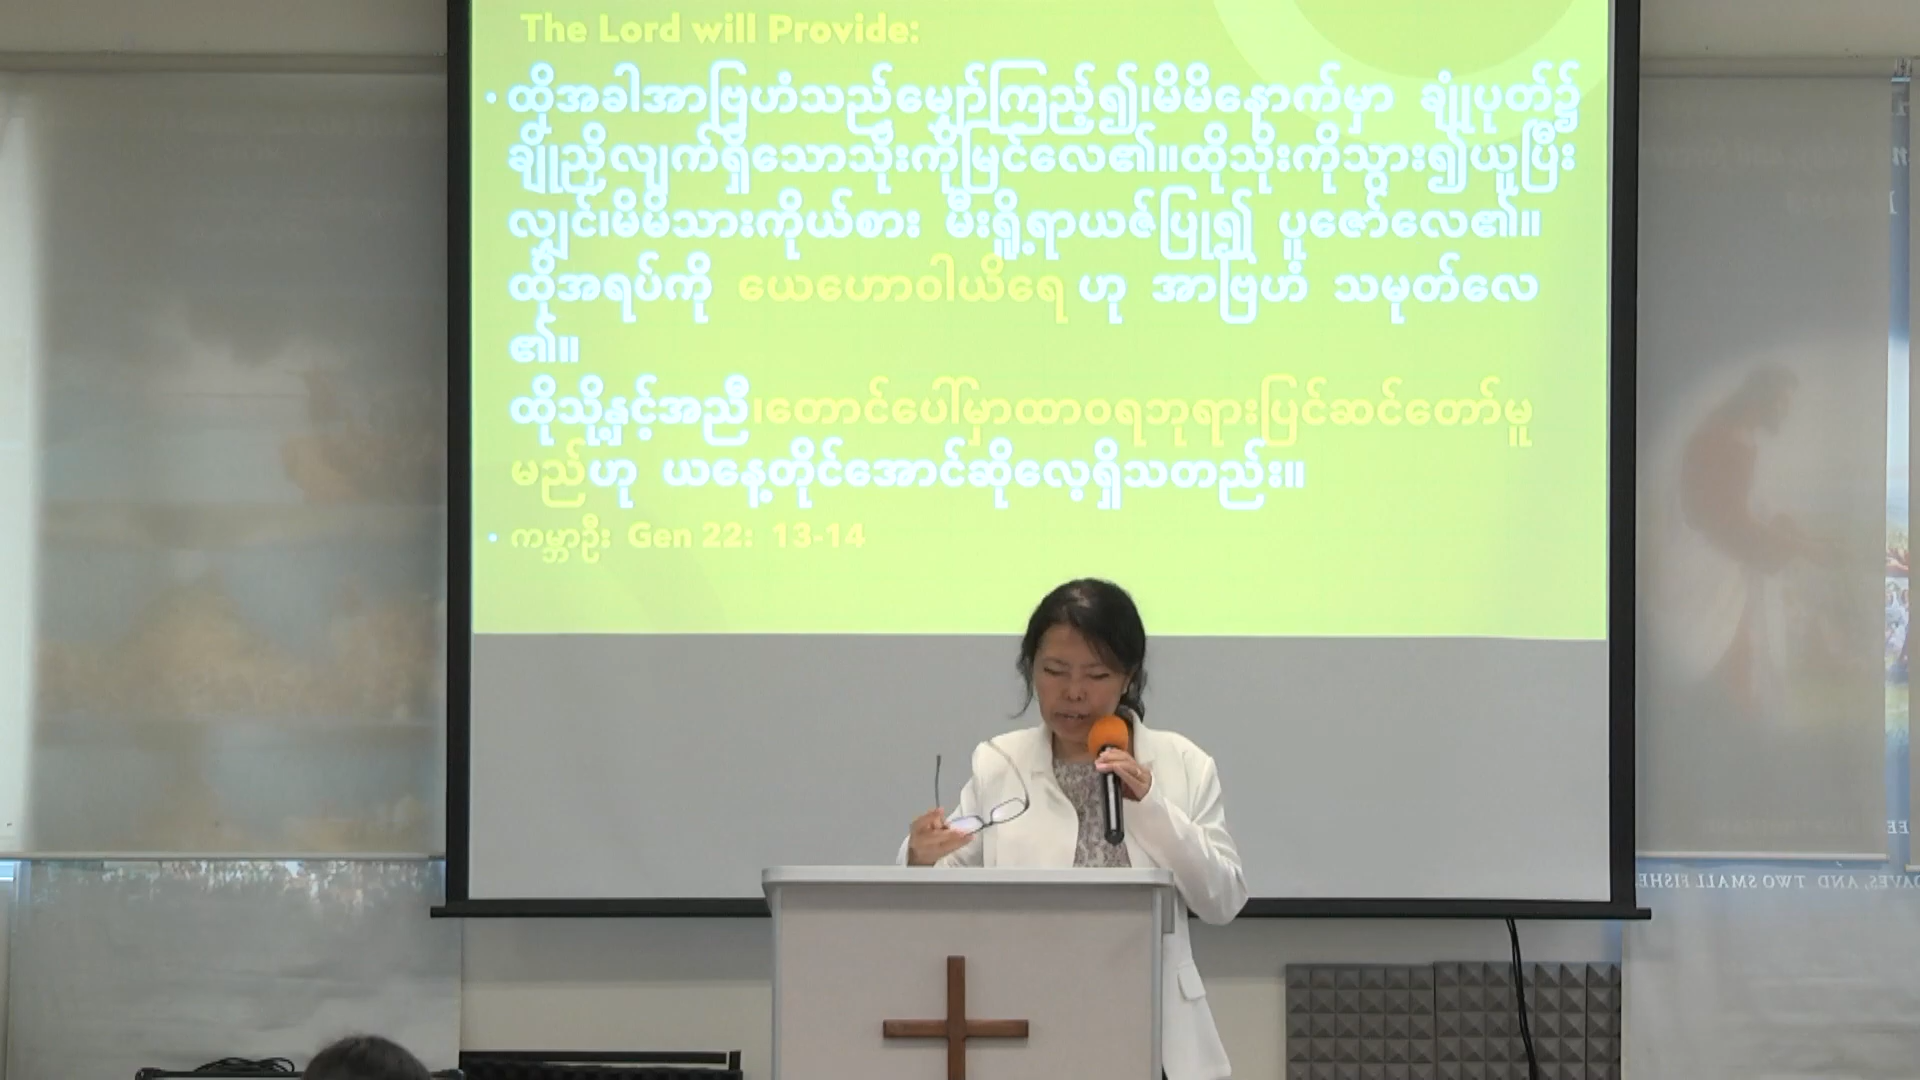 The Lord will Provide:
• ထိုအခါအာဗြဟံသည်မျှော်ကြည့်၍၊မိမိနောက်မှာ ချုံပုတ်၌
ချိုညှိလျက်ရှိသောသိုးကိုမြင်လေ၏။ထိုသိုးကိုသွား၍ယူပြီး
လျှင်၊မိမိသားကိုယ်စား မီးရှို့ရာယဇ်ပြု၍ ပူဇော်လေ၏။
ထိုအရပ်ကို ယေဟောဝါယိရေ ဟု အာဗြဟံ သမုတ်လေ
၏။
ထိုသို့နှင့်အညီ၊တောင်ပေါ်မှာထာဝရဘုရားပြင်ဆင်တော်မူ
မည်ဟု ယနေ့တိုင်အောင်ဆိုလေ့ရှိသတည်း။
• ကမ္ဘာဦး Gen 22: 13-14
AND TWO SMALL FISHE